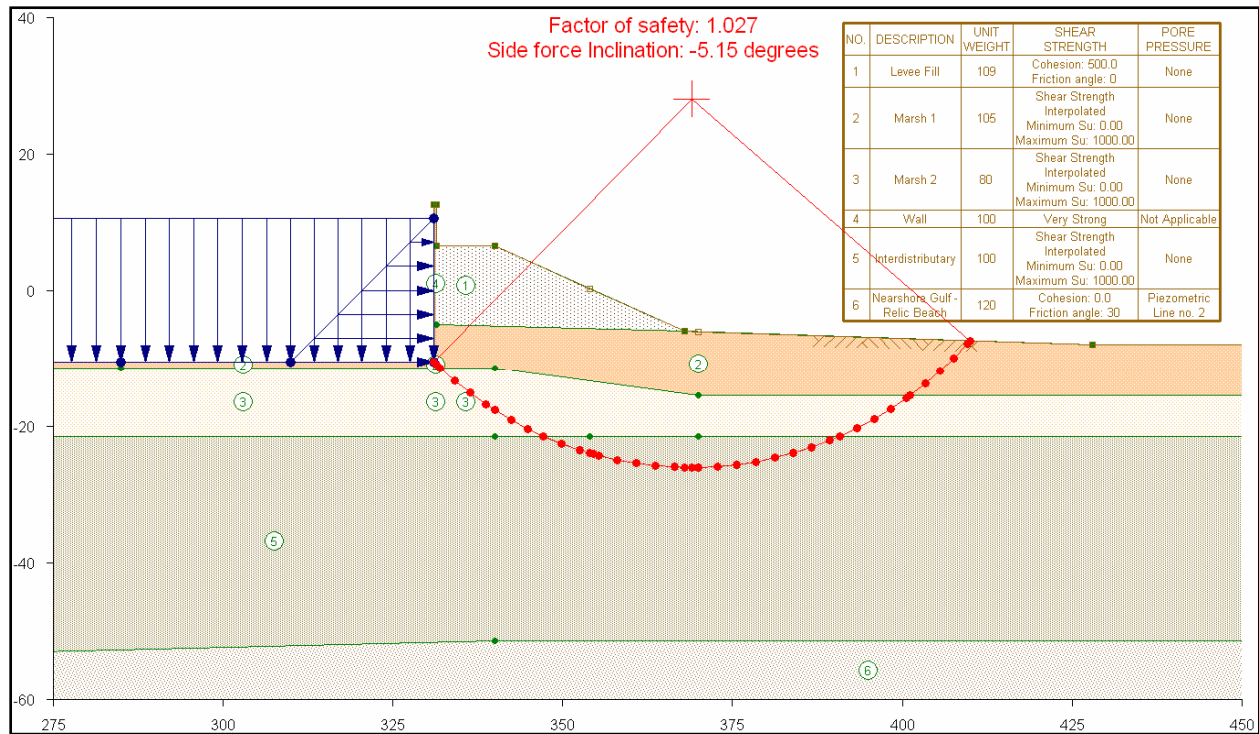 Factor of safety: 1.027
Side force Inclination: -5.15 degrees
NO. DESCRIPTION UNIT WEIGHT SHEAR STRENGTH PORE PRESSURE
1 Levee Fill 109 Cohesion: 500.0 Friction angle: 0 None
2 Marsh 1 105 Shear Strength Interpolated Minimum Su: 0.00 Maximum Su: 1000.00 None
3 Marsh 2 80 Shear Strength Interpolated Minimum Su: 0.00 Maximum Su: 1000.00 None
4 Wall 100 Very Strong Not Applicable
5 Interdistributary 100 Shear Strength Interpolated Minimum Su: 0.00 Maximum Su: 1000.00 None
6 Nearshore Gulf - Relic Beach 120 Cohesion: 0.0 Friction angle: 30 Piezometric Line no. 2
40
20
0
-20
-40
-60
4 1
2 2
3 3 3
5
6
275 300 325 350 375 400 425 450